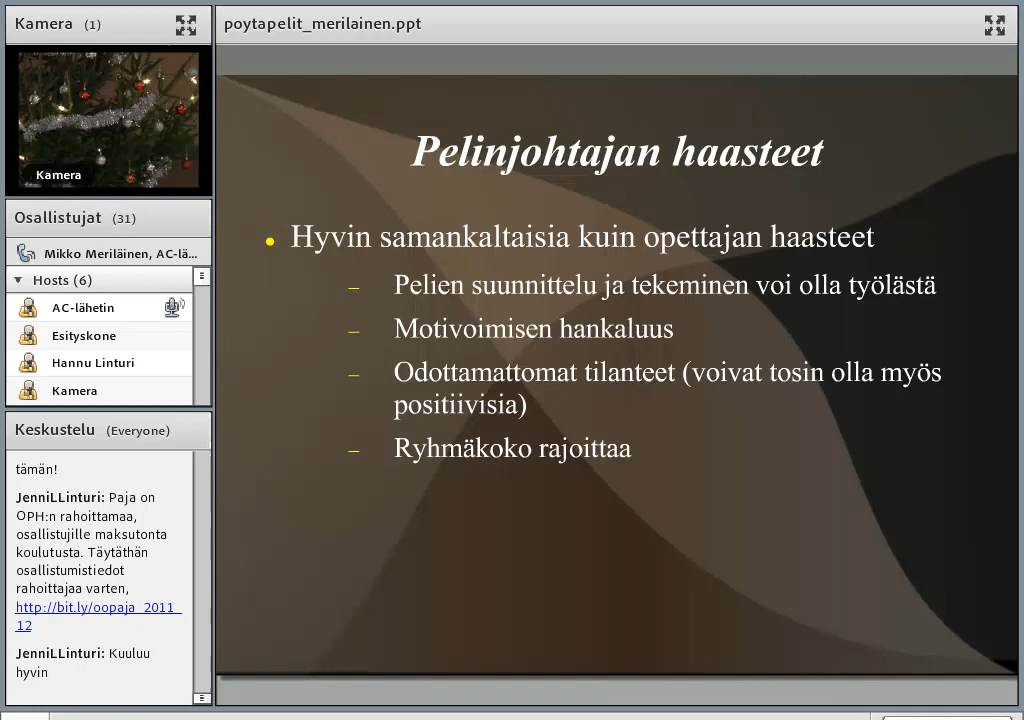 Kamera (1)
Kamera
Osallistujat (31)
Mikko Meriläinen, AC-lä...
Hosts (6)
AC-lähetin
Esityskone
Hannu Linturi
Kamera
Keskustelu (Everyone)
tämän!
JenniLLinturi: Paja on
OPH:n rahoittamaa,
osallistujille maksutonta
koulutusta. Täytäthän
osallistumistiedot
rahoittajaa varten,
http://bit.ly/oopaja_2011_
12
JenniLLinturi: Kuuluu
hyvin
poytapelit_merilainen.ppt
Pelinjohtajan haasteet
• Hyvin samankaltaisia kuin opettajan haasteet
– Pelien suunnittelu ja tekeminen voi olla työlästä
– Motivoimisen hankaluus
– Odottamattomat tilanteet (voivat tosin olla myös
positiivisia)
– Ryhmäkoko rajoittaa